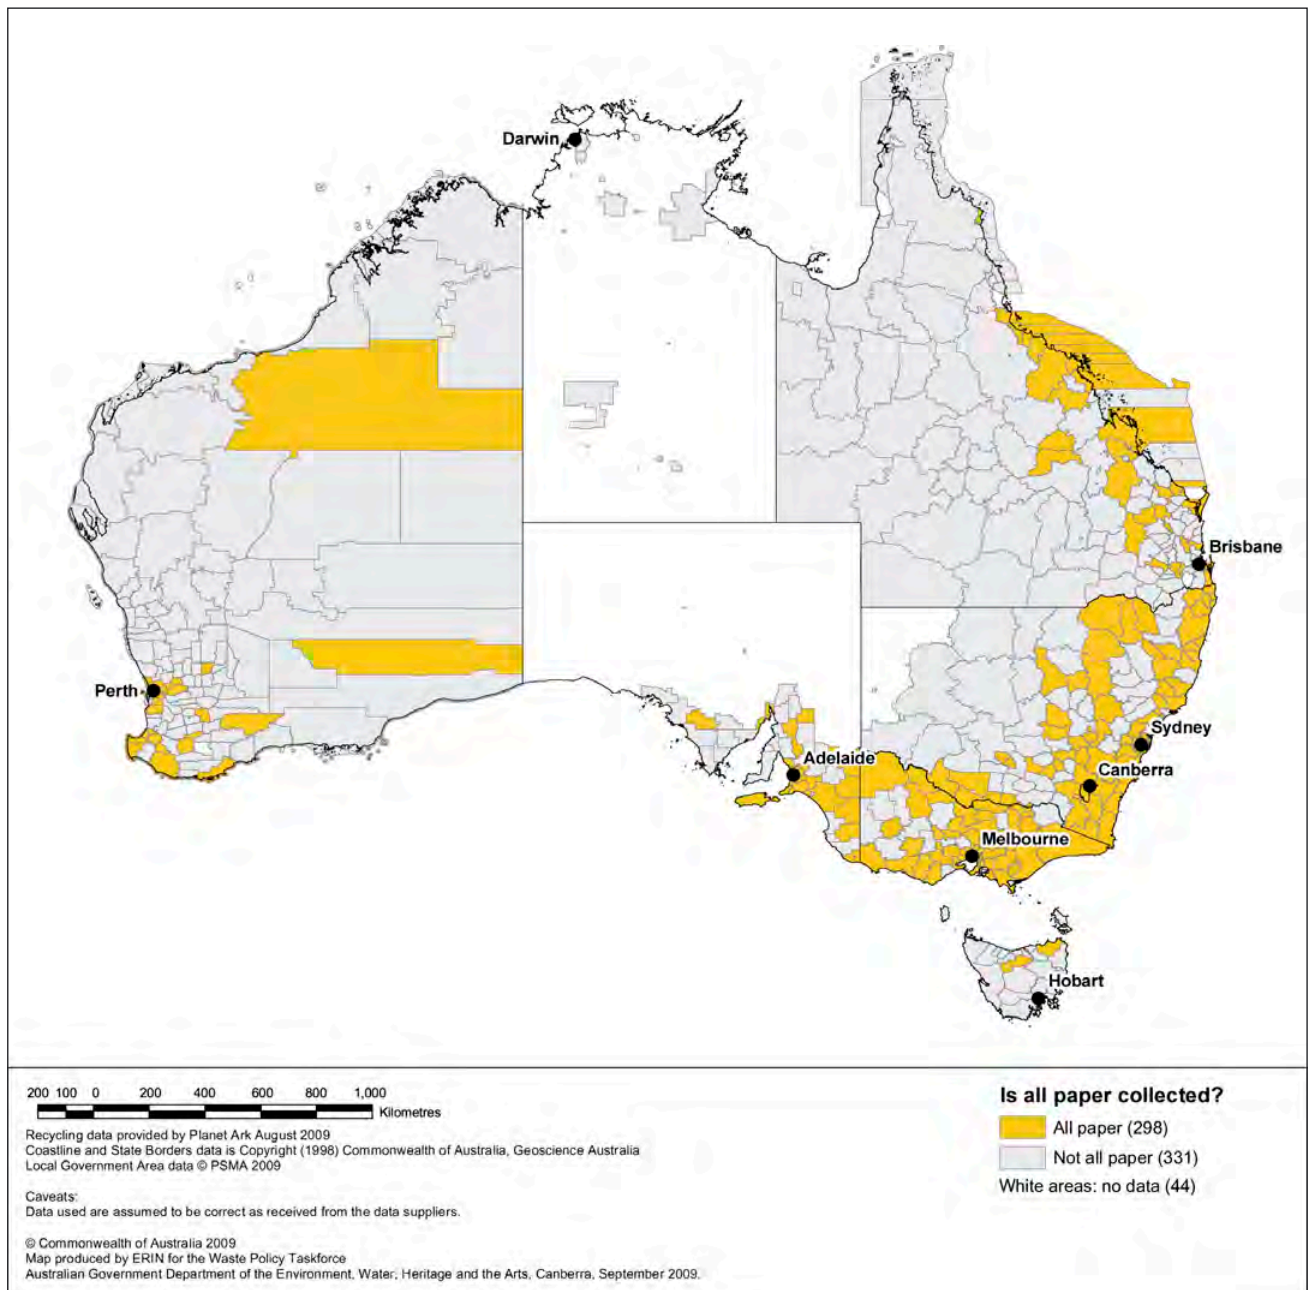 Darwin
Brisbane
Perth
Sydney
Adelaide
Canberra
Melbourne
Hobart
200 100 0 200 400 600 800 1,000
Kilometres
Recycling data provided by Planet Ark August 2009
Coastline and State Borders data is Copyright (1998) Commonwealth of Australia, Geoscience Australia
Local Government Area data © PSMA 2009
Caveats:
Data used are assumed to be correct as received from the data suppliers.
© Commonwealth of Australia 2009
Map produced by ERIN for the Waste Policy Taskforce
Australian Government Department of the Environment, Water, Heritage and the Arts, Canberra, September 2009.
Is all paper collected?
All paper (298)
Not all paper (331)
White areas: no data (44)